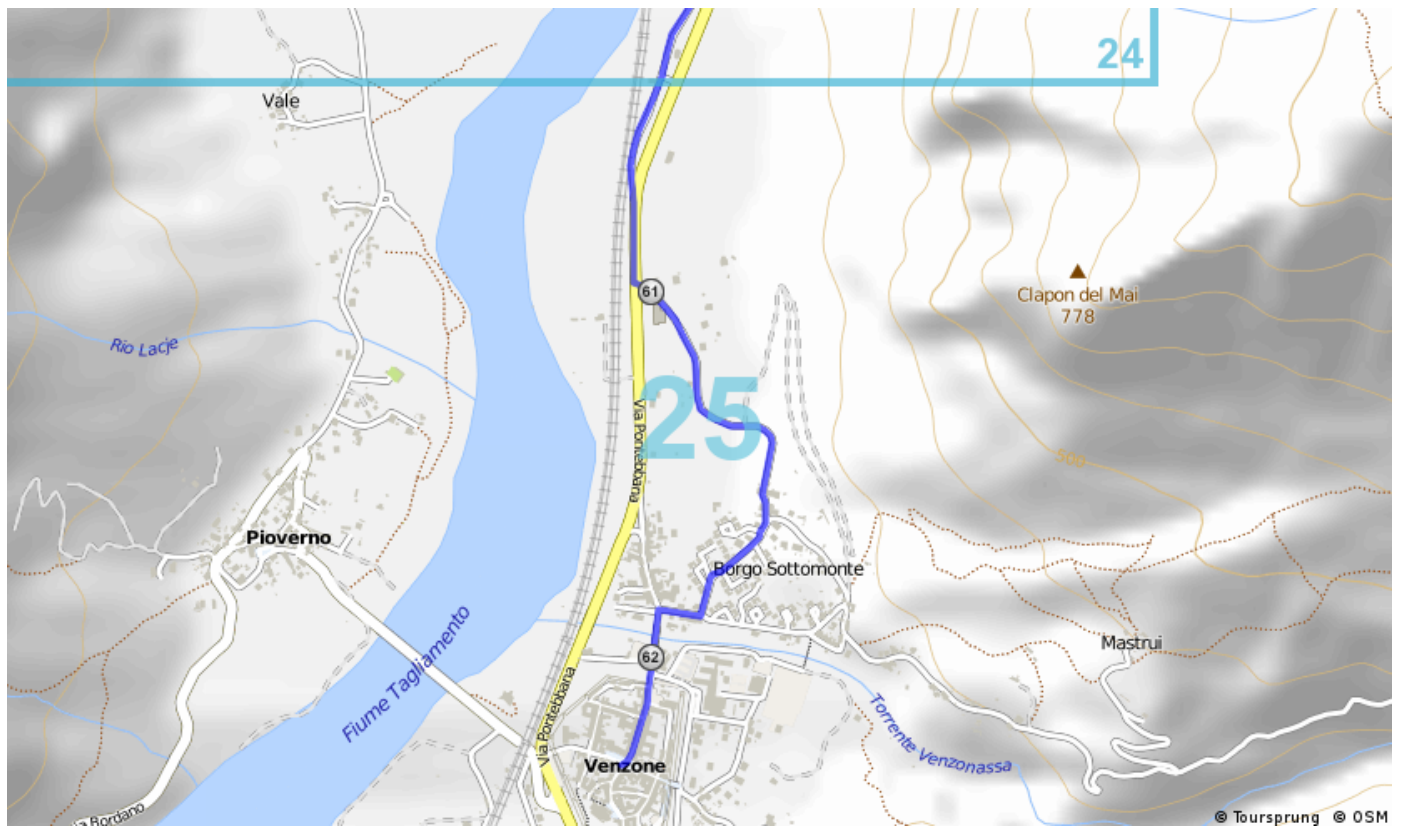 24
Vale
Clapon del Mai
778
61
Rio Lacje
25
Via Pontebbana
500
Pioverno
Borgo Sottomonte
Mastrui
62
Fiume Tagliamento
Via Pontebbana
Torrente Venzonassa
Venzone
ia Bordano
© Toursprung © OSM